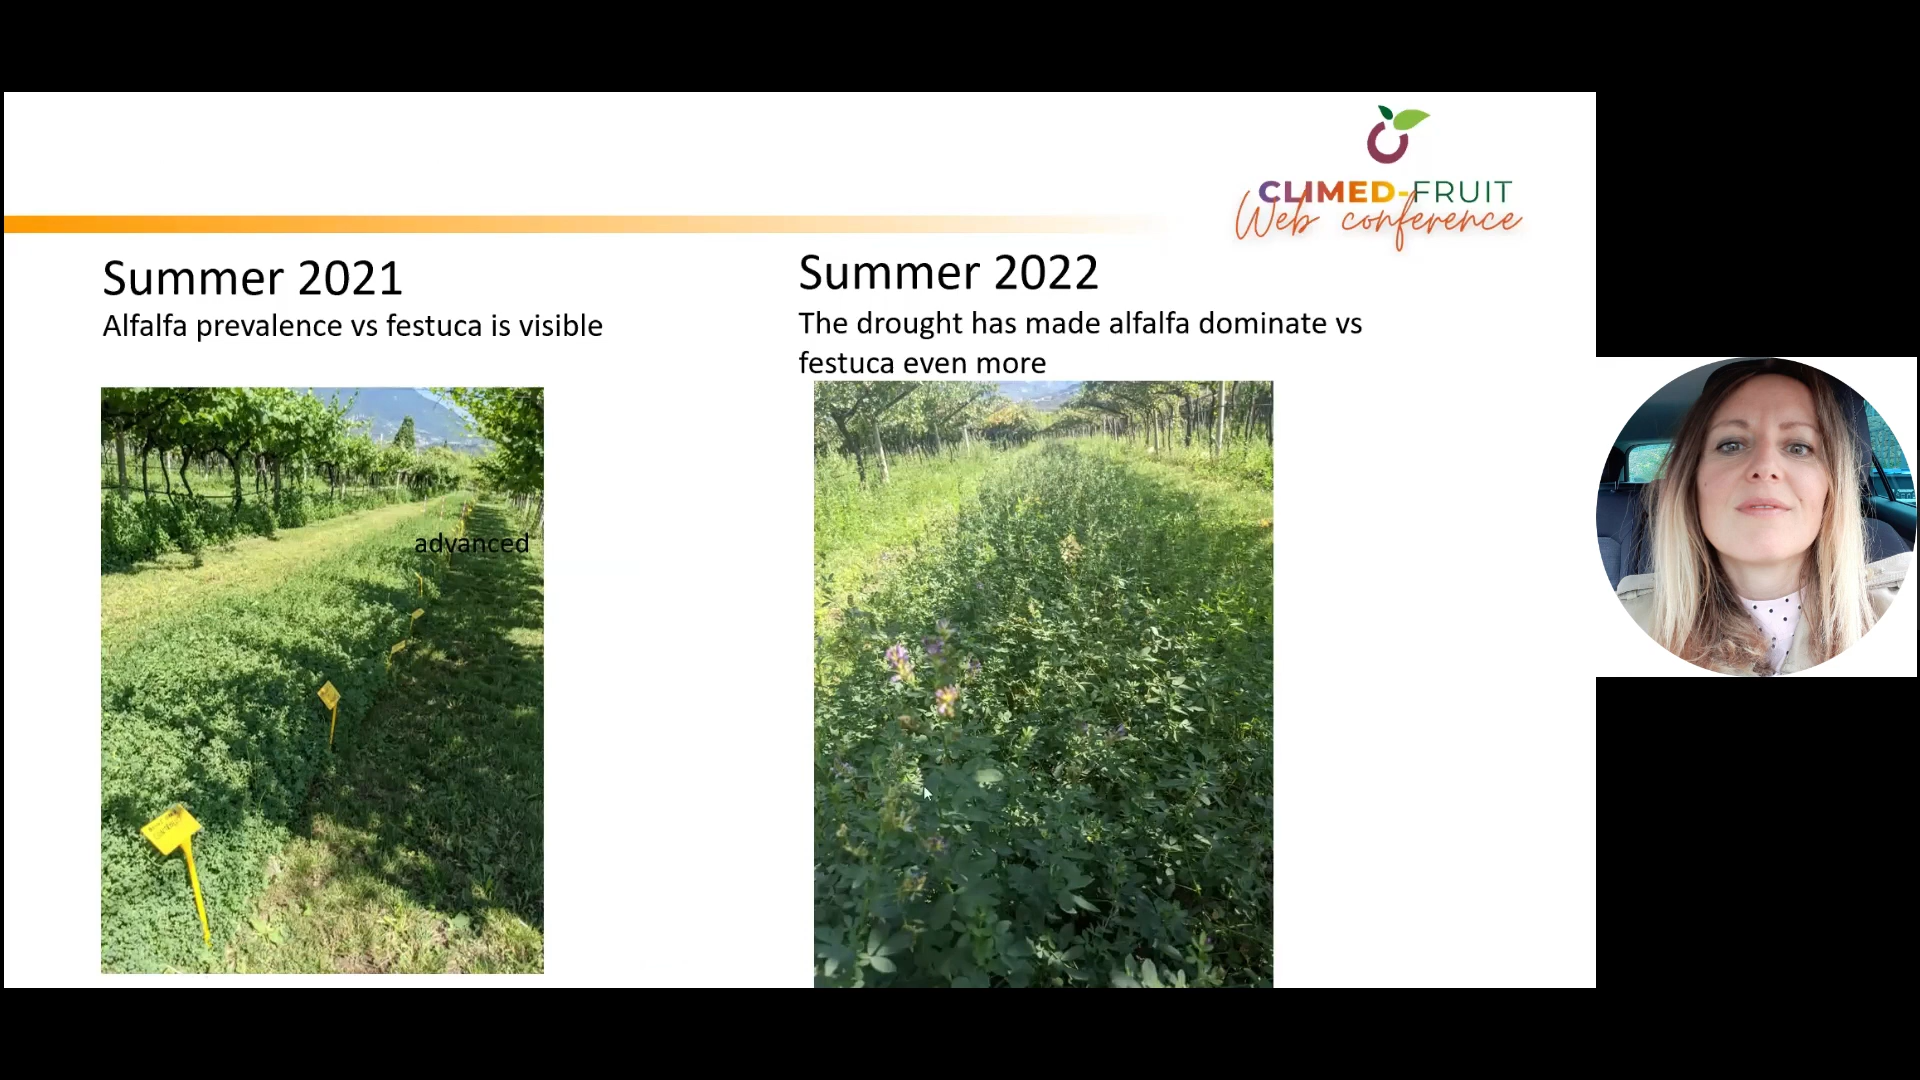 CLIMED-FRUIT
Web conference
Summer 2021
Alfalfa prevalence vs festuca is visible
Summer 2022
The drought has made alfalfa dominate vs
festuca even more
advanced